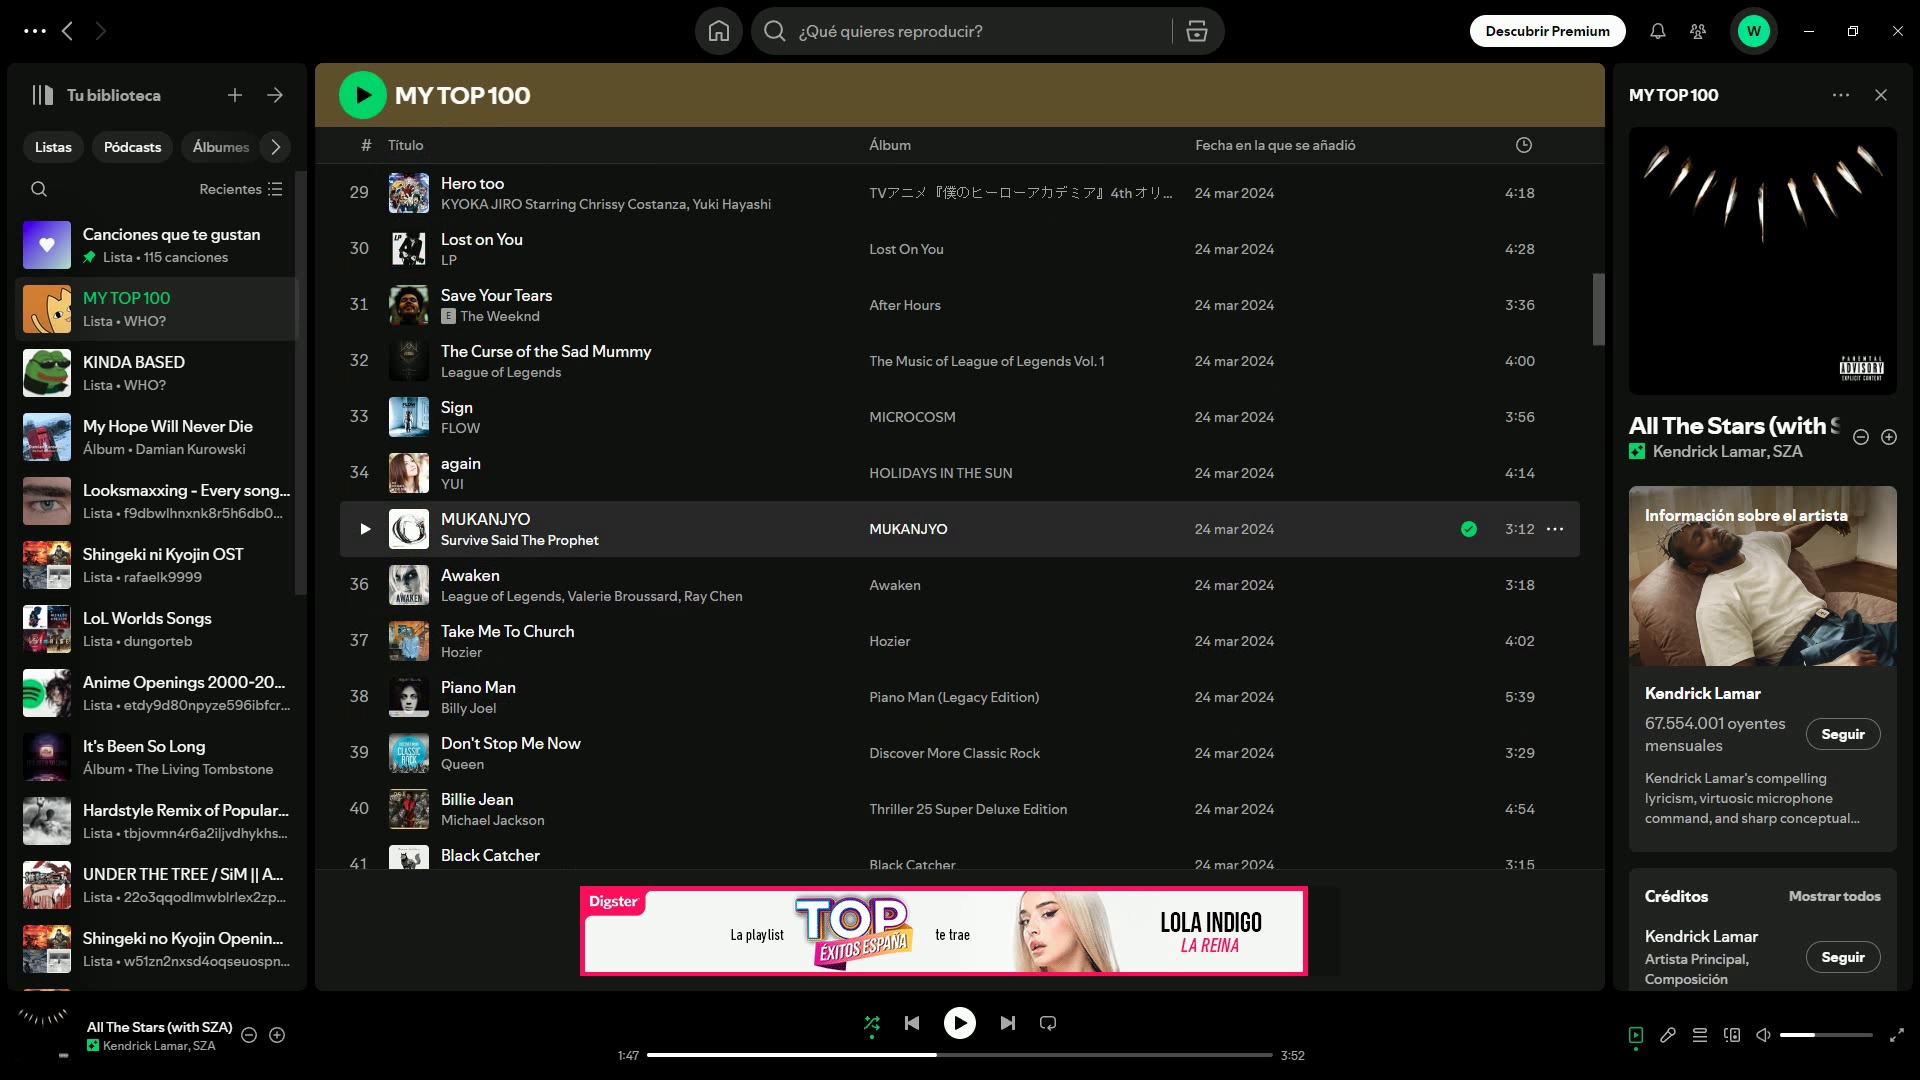 ¿Qué quieres reproducir?
Descubrir Premium
W
Tu biblioteca
Listas
Pódcasts
Álbumes
Recientes
Canciones que te gustan
Lista • 115 canciones
MY TOP 100
Lista • WHO?
KINDA BASED
Lista • WHO?
My Hope Will Never Die
Álbum • Damian Kurowski
Looksmaxxing - Every song...
Lista • f9dbwlhnxnk8r5h6db0...
Shingeki ni Kyojin OST
Lista • rafaelk9999
LoL Worlds Songs
Lista • dungorteb
Anime Openings 2000-20...
Lista • etdy9d80npyze596ibfcr...
It's Been So Long
Álbum • The Living Tombstone
Hardstyle Remix of Popular...
Lista • tbjovmn4r6a2iljvdhykhs...
UNDER THE TREE / SiM || A...
Lista • 22o3qqodlmwblrlex2zp...
Shingeki no Kyojin Openin...
Lista • w51zn2nxsd4oqseuospn...
MY TOP 100
# Título Álbum Fecha en la que se añadió
29 Hero too TVアニメ『僕のヒーローアカデミア』4th オリ... 24 mar 2024 4:18
KYOKA JIRO Starring Chrissy Costanza, Yuki Hayashi
30 Lost on You Lost On You 24 mar 2024 4:28
LP
31 Save Your Tears After Hours 24 mar 2024 3:36
E The Weeknd
32 The Curse of the Sad Mummy The Music of League of Legends Vol. 1 24 mar 2024 4:00
League of Legends
33 Sign MICROCOSM 24 mar 2024 3:56
FLOW
34 again HOLIDAYS IN THE SUN 24 mar 2024 4:14
YUI
MUKANJYO MUKANJYO 24 mar 2024 3:12
Survive Said The Prophet
36 Awaken Awaken 24 mar 2024 3:18
League of Legends, Valerie Broussard, Ray Chen
37 Take Me To Church Hozier 24 mar 2024 4:02
Hozier
38 Piano Man Piano Man (Legacy Edition) 24 mar 2024 5:39
Billy Joel
39 Don't Stop Me Now Discover More Classic Rock 24 mar 2024 3:29
Queen
40 Billie Jean Thriller 25 Super Deluxe Edition 24 mar 2024 4:54
Michael Jackson
41 Black Catcher Black Catcher 24 mar 2024 3:15
Digster
La playlist TOP ÉXITOS ESPAÑA te trae
LOLA INDIGO
LA REINA
MY TOP 100
PARENTAL
ADVISORY
EXPLICIT CONTENT
All The Stars (with S
Kendrick Lamar, SZA
Información sobre el artista
Kendrick Lamar
67.554.001 oyentes
mensuales
Seguir
Kendrick Lamar's compelling
lyricism, virtuosic microphone
command, and sharp conceptual...
Créditos
Mostrar todos
Kendrick Lamar
Artista Principal,
Composición
Seguir
All The Stars (with SZA)
Kendrick Lamar, SZA
1:47
3:52